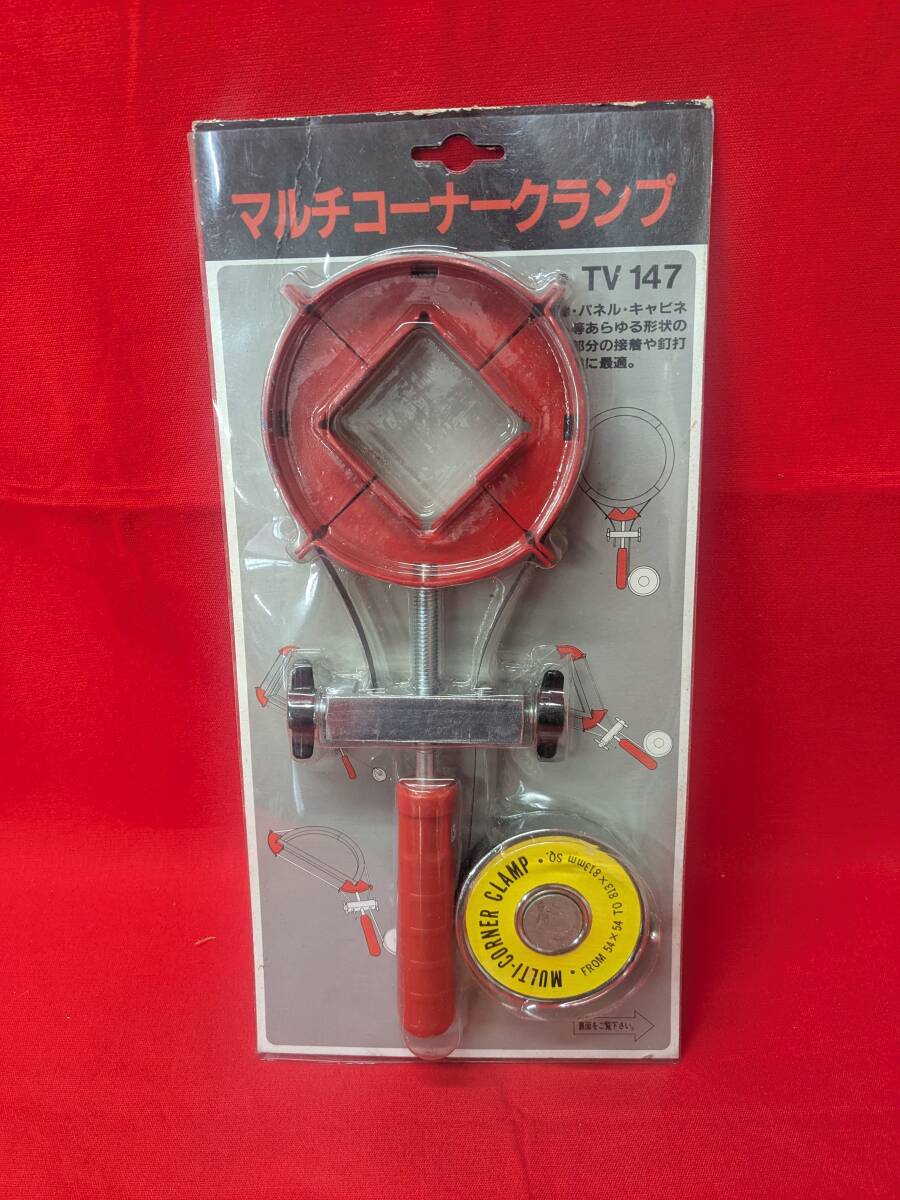 マルチコーナークランプ
TV 147
・パネル・キャビネ
等あらゆる形状の
部分の接着や釘打
に最適。
MULTI-CORNER CLAMP •
FROM 54×54 TO 813×813mm SQ. •
裏面をご覧下さい。